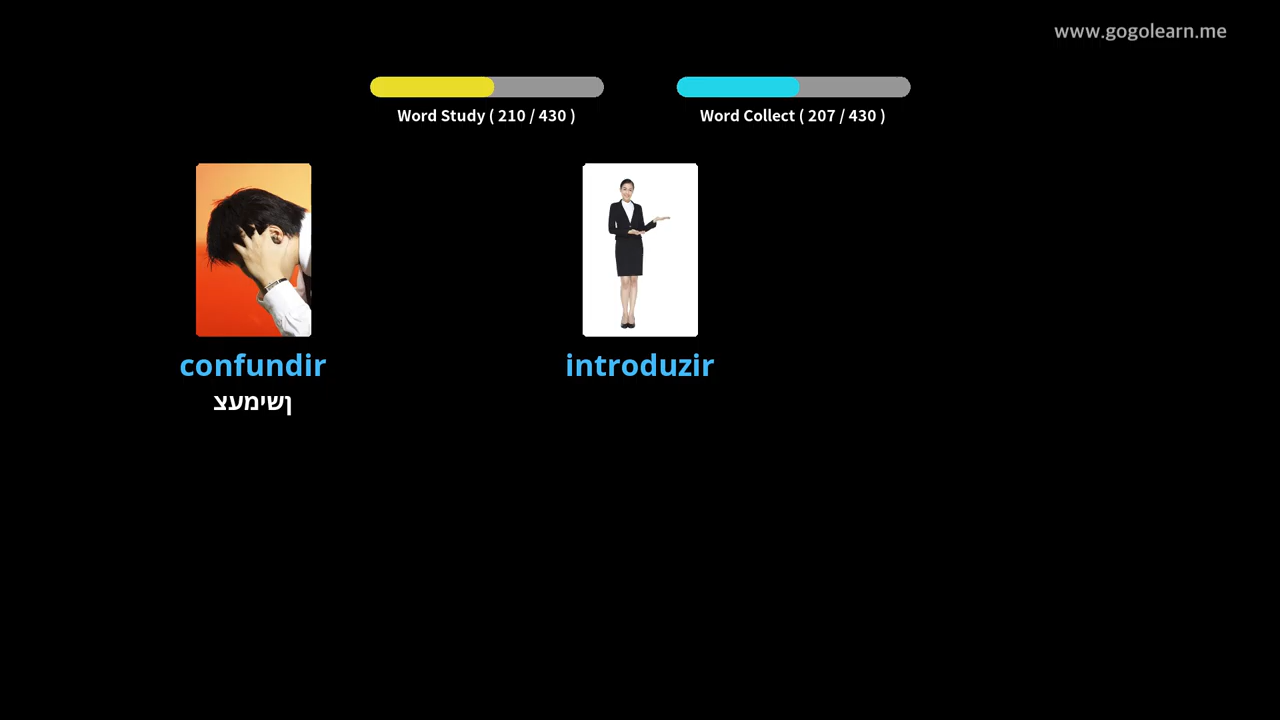 www.gogolearn.me
Word Study ( 210 / 430 )
Word Collect ( 207 / 430 )
confundir
ןשימעצ
introduzir